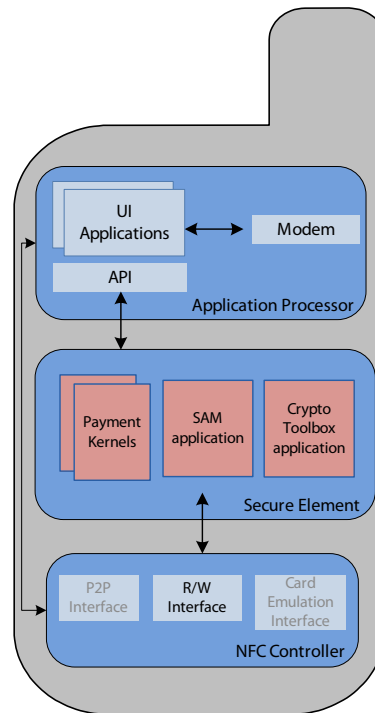 UI
Applications
Modem
API
Application Processor
Payment
Kernels
SAM
application
Crypto
Toolbox
application
Secure Element
P2P
Interface
R/W
Interface
Card
Emulation
Interface
NFC Controller